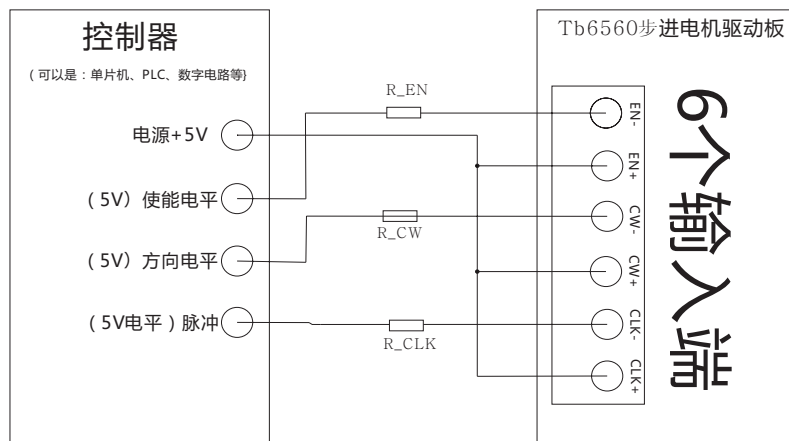 控制器
(可以是：单片机、PLC、数字电路等}
电源+5V
（5V）使能电平
（5V）方向电平
（5V电平）脉冲
R_EN
R_CW
R_CLK
Tb6560步进电机驱动板
EN-
EN+
CW-
CW+
CLK-
CLK+
6个输入端